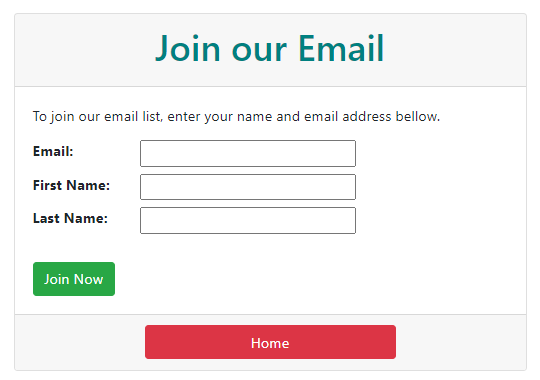 Join our Email
To join our email list, enter your name and email address bellow.
Email:
First Name:
Last Name:
Join Now
Home